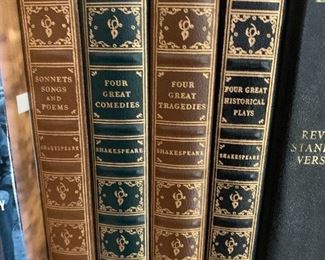 SONNETS
SONGS
AND
POEMS
SHAKESPEARE
FOUR
GREAT
COMEDIES
SHAKESPEARE
FOUR
GREAT
TRAGEDIES
SHAKESPEARE
FOUR GREAT
HISTORICAL
PLAYS
SHAKESPEARE
REV
STAN
VERS